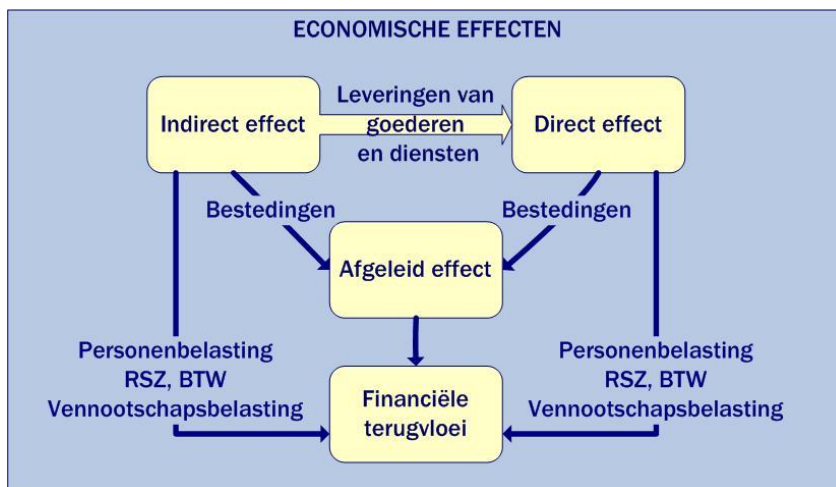 ECONOMISCHE EFFECTEN
Indirect effect
Leveringen van
goederen
en diensten
Direct effect
Bestedingen
Bestedingen
Afgeleid effect
Personenbelasting
RSZ, BTW
Vennootschapsbelasting
Financiële
terugvloei
Personenbelasting
RSZ, BTW
Vennootschapsbelasting